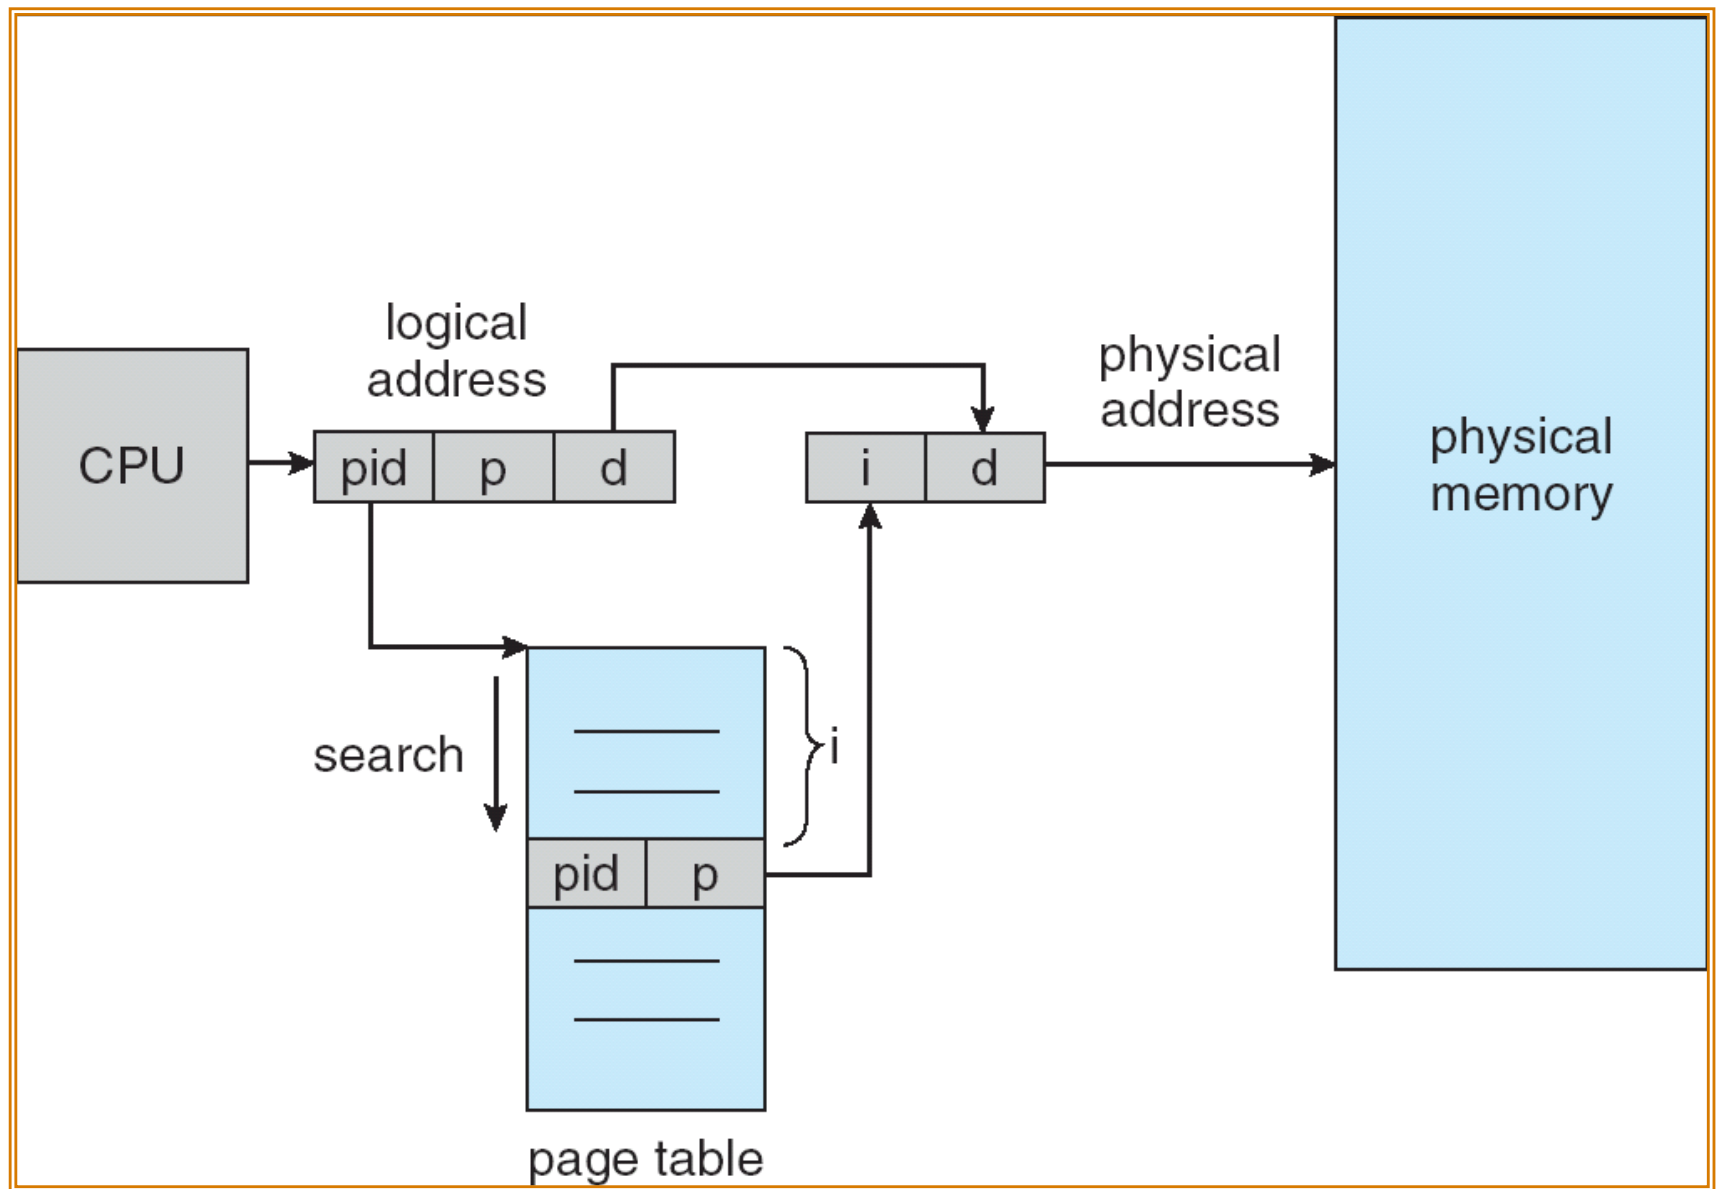 logical
address
physical
address
CPU
pid p d
i d
physical
memory
search
i
pid p
page table